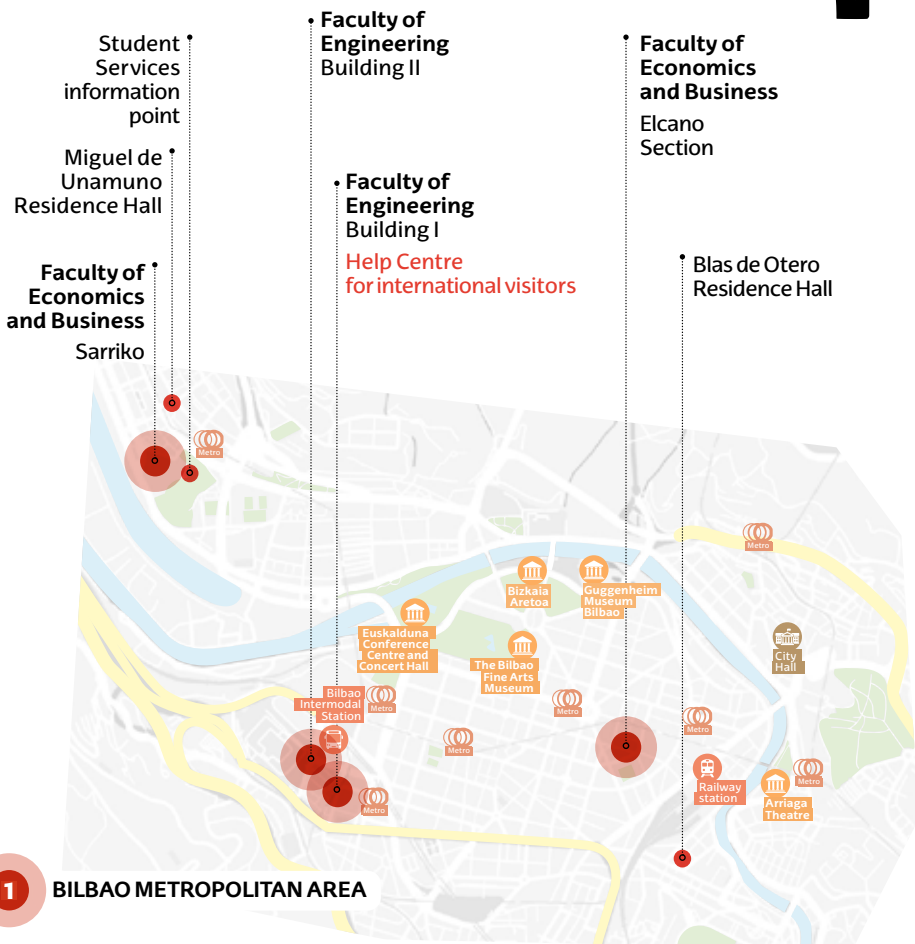 Student
Services
information
point
Miguel de
Unamuno
Residence Hall
Faculty of
Economics
and Business
Sarriko
Faculty of
Engineering
Building II
Faculty of
Engineering
Building I
Help Centre
for international visitors
Faculty of
Economics
and Business
Elcano
Section
Blas de Otero
Residence Hall
Metro
Metro
Bizkaia
Aretoa
Guggenheim
Museum
Bilbao
Euskalduna
Conference
Centre and
Concert Hall
The Bilbao
Fine Arts
Museum
City
Hall
Bilbao
Intermodal
Station
Metro
Metro
Metro
Metro
Metro
Railway
station
Metro
Arriaga
Theatre
1 BILBAO METROPOLITAN AREA